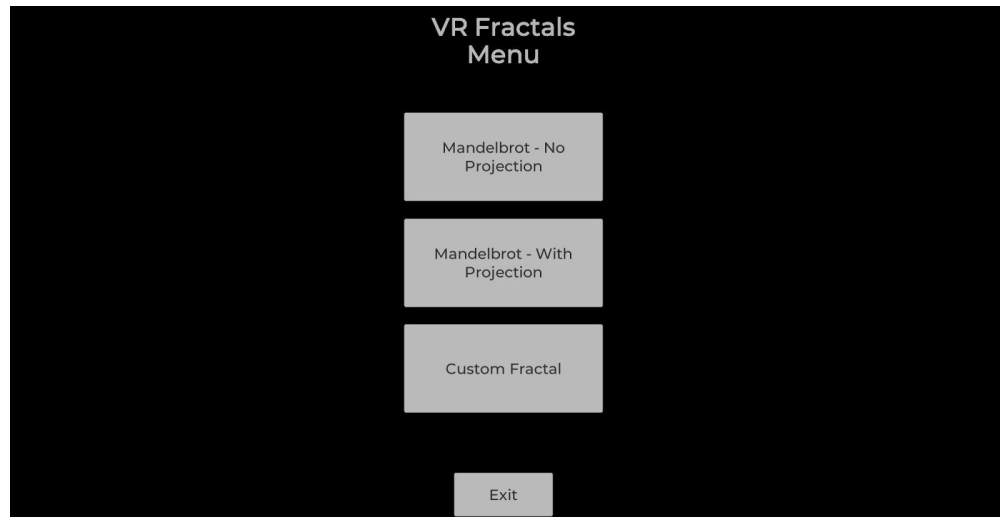 VR Fractals
Menu
Mandelbrot - No
Projection
Mandelbrot - With
Projection
Custom Fractal
Exit